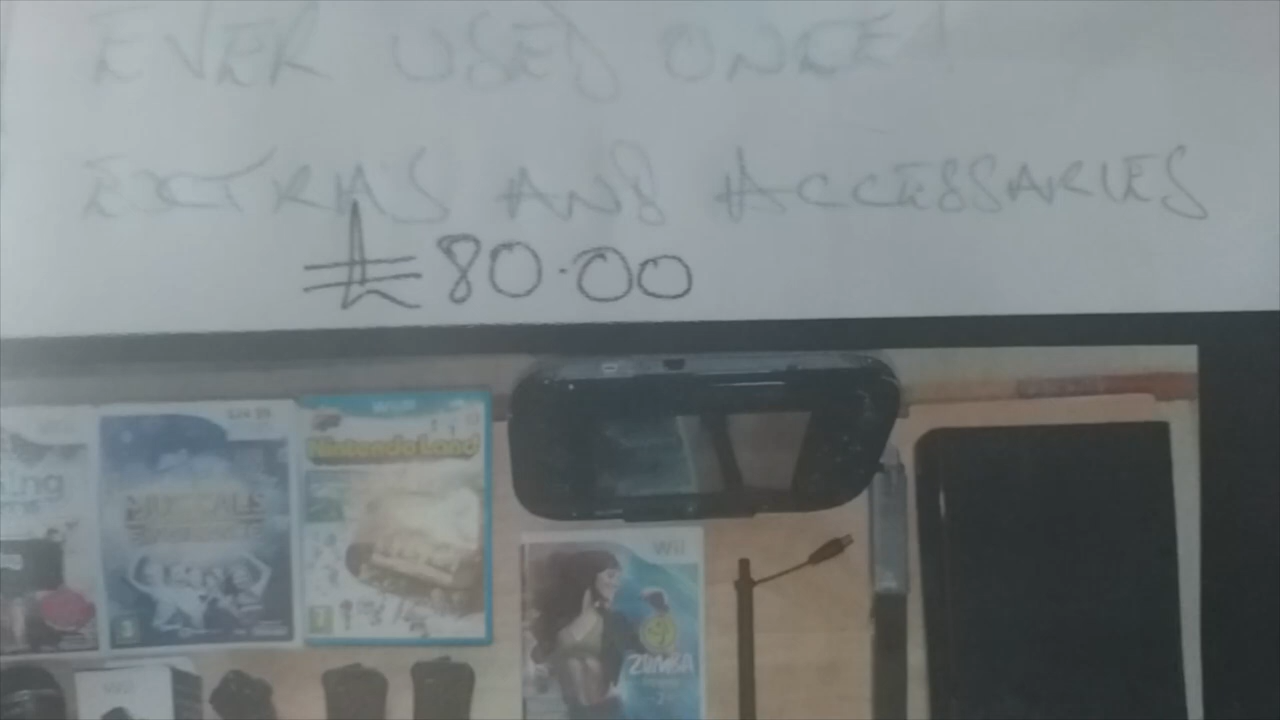 EVER USED ONCE!
EXTRAS AND ACCESSARIES
£80.00
Nintendo Land
Wii
ZUMBA